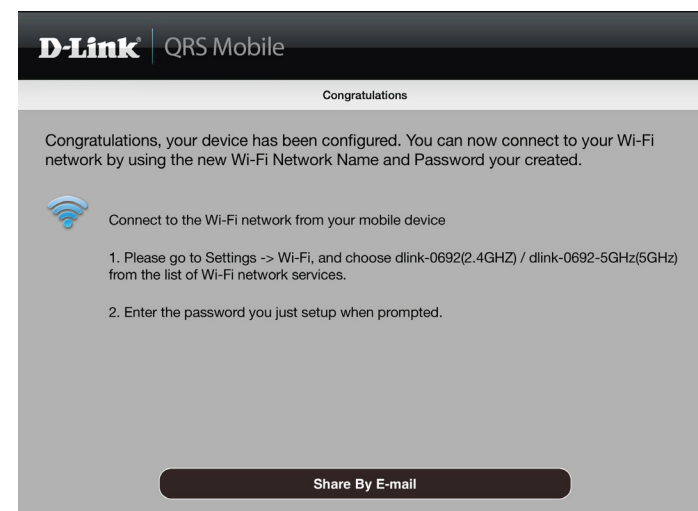 D-Link® QRS Mobile
Congratulations
Congratulations, your device has been configured. You can now connect to your Wi-Fi
network by using the new Wi-Fi Network Name and Password your created.
Connect to the Wi-Fi network from your mobile device
1. Please go to Settings -> Wi-Fi, and choose dlink-0692(2.4GHZ) / dlink-0692-5GHz(5GHz)
from the list of Wi-Fi network services.
2. Enter the password you just setup when prompted.
Share By E-mail